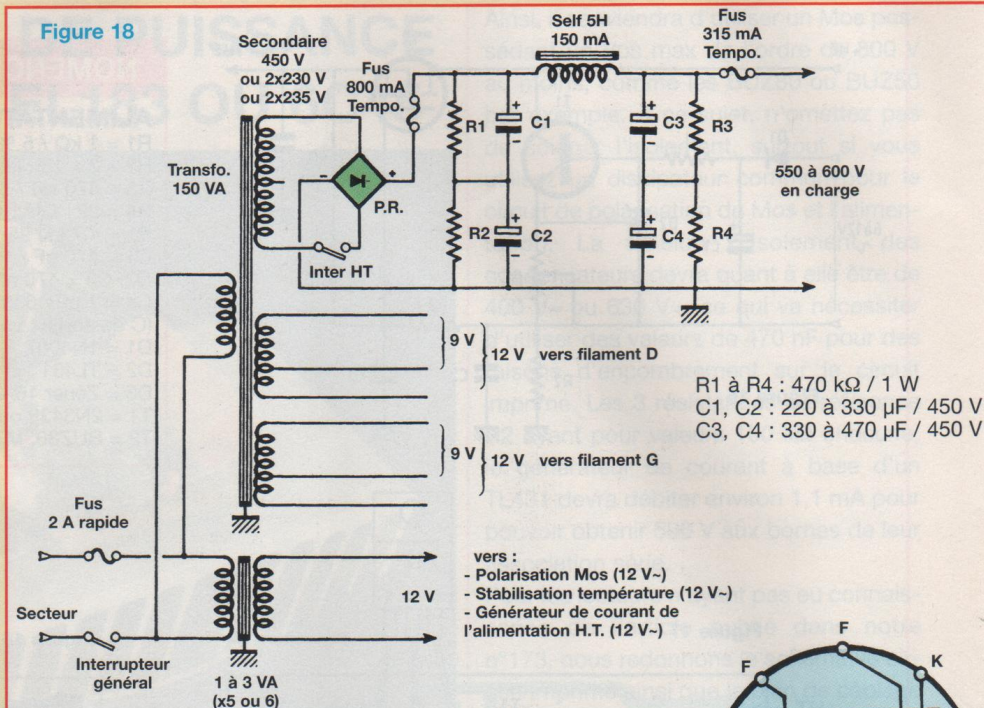 Figure 18
Secondaire
450 V
ou 2x230 V
ou 2x235 V
Fus
800 mA
Tempo.
Self 5H
150 mA
Fus
315 mA
Tempo.
Transfo.
150 VA
P.R.
+
Inter HT
R1
+
C1
+
C3
R3
R2
C2
-
C4
-
R4
550 à 600 V
en charge
9 V
12 V
vers filament D
9 V
12 V
vers filament G
R1 à R4 : 470 kΩ / 1 W
C1, C2 : 220 à 330 µF / 450 V
C3, C4 : 330 à 470 µF / 450 V
Fus
2 A rapide
Secteur
Interrupteur
général
1 à 3 VA
(x5 ou 6)
12 V
vers :
- Polarisation Mos (12 V~)
- Stabilisation température (12 V~)
- Générateur de courant de
l'alimentation H.T. (12 V~)
F
F
K